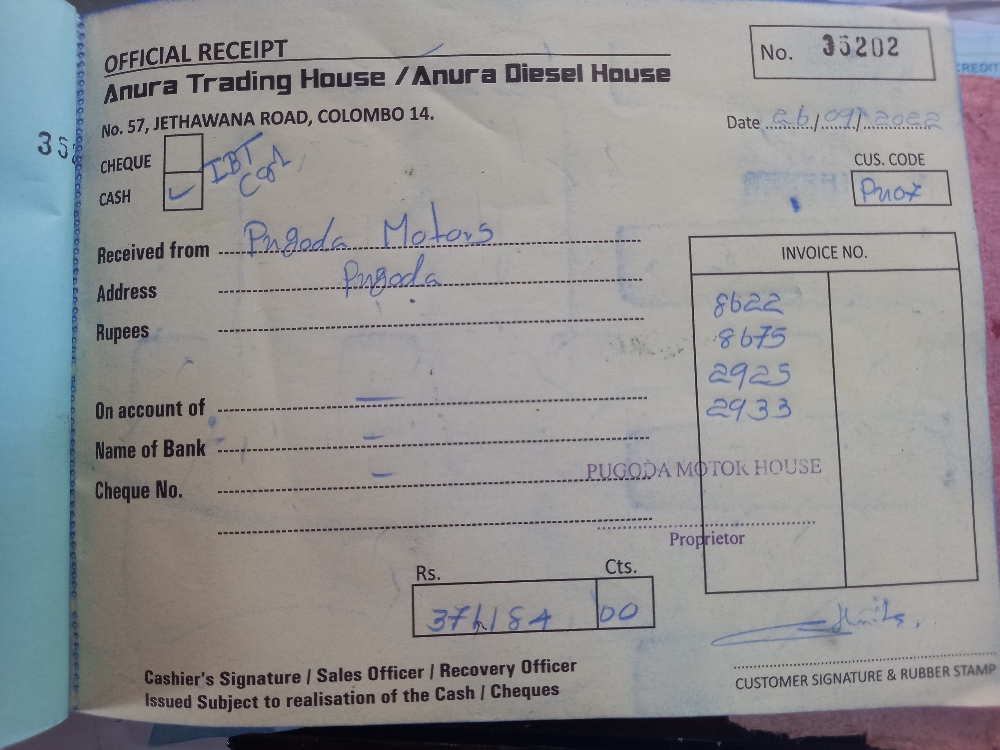 OFFICIAL RECEIPT
No. 35202
Anura Trading House / Anura Diesel House
No. 57, JETHAWANA ROAD, COLOMBO 14.
Date 26/09/2022
CHEQUE
IBT
CASH ✓
CUS. CODE
Received from Pugoda Motors
Address Pugoda
Rupees
On account of —
Name of Bank —
Cheque No. —
INVOICE NO.
8622
8675
2925
2933
PUGODA MOTOR HOUSE
Proprietor
Rs. Cts.
00
Cashier's Signature / Sales Officer / Recovery Officer
Issued Subject to realisation of the Cash / Cheques
CUSTOMER SIGNATURE & RUBBER STAMP
CREDIT